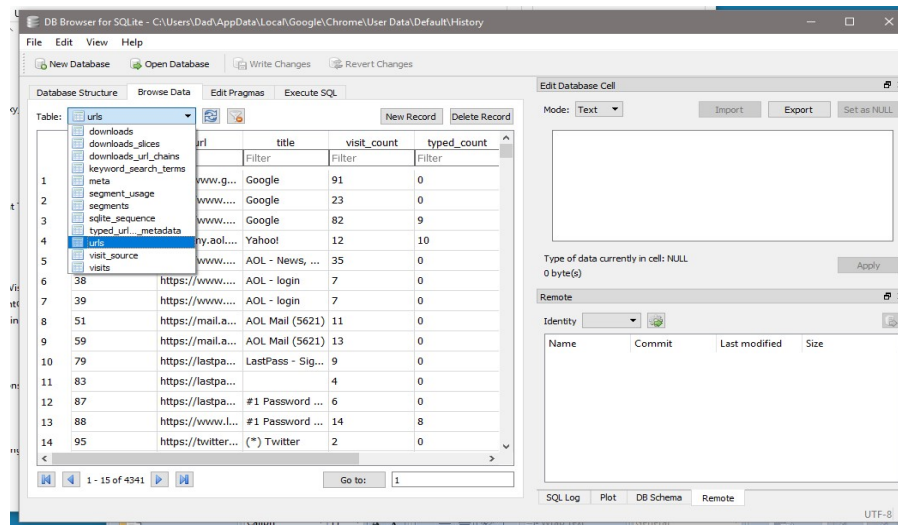 DB Browser for SQLite - C:\Users\Dad\AppData\Local\Google\Chrome\User Data\Default\History
File Edit View Help
New Database Open Database Write Changes Revert Changes
Database Structure Browse Data Edit Pragmas Execute SQL
Table: urls New Record Delete Record
downloads
downloads_slices
downloads_url_chains
keyword_search_terms
meta
segment_usage
segments
sqlite_sequence
typed_url..._metadata
urls
visit_source
visits
title visit_count typed_count
Filter Filter Filter
1 Google 91 0
2 Google 23 0
3 Google 82 9
4 Yahoo! 12 10
5 AOL - News, ... 35 0
6 38 https://www.... AOL - login 7 0
7 39 https://www.... AOL - login 7 0
8 51 https://mail.a... AOL Mail (5621) 11 0
9 59 https://mail.a... AOL Mail (5621) 13 0
10 79 https://lastpa... LastPass - Sig... 9 0
11 83 https://lastpa... 4 0
12 87 https://lastpa... #1 Password ... 6 0
13 88 https://www.l... #1 Password ... 14 8
14 95 https://twitter... (*) Twitter 2 0
1 - 15 of 4341 Go to: 1
Edit Database Cell
Mode: Text Import Export Set as NULL
Type of data currently in cell: NULL
0 byte(s)
Apply
Remote
Identity
Name Commit Last modified Size
SQL Log Plot DB Schema Remote
UTF-8